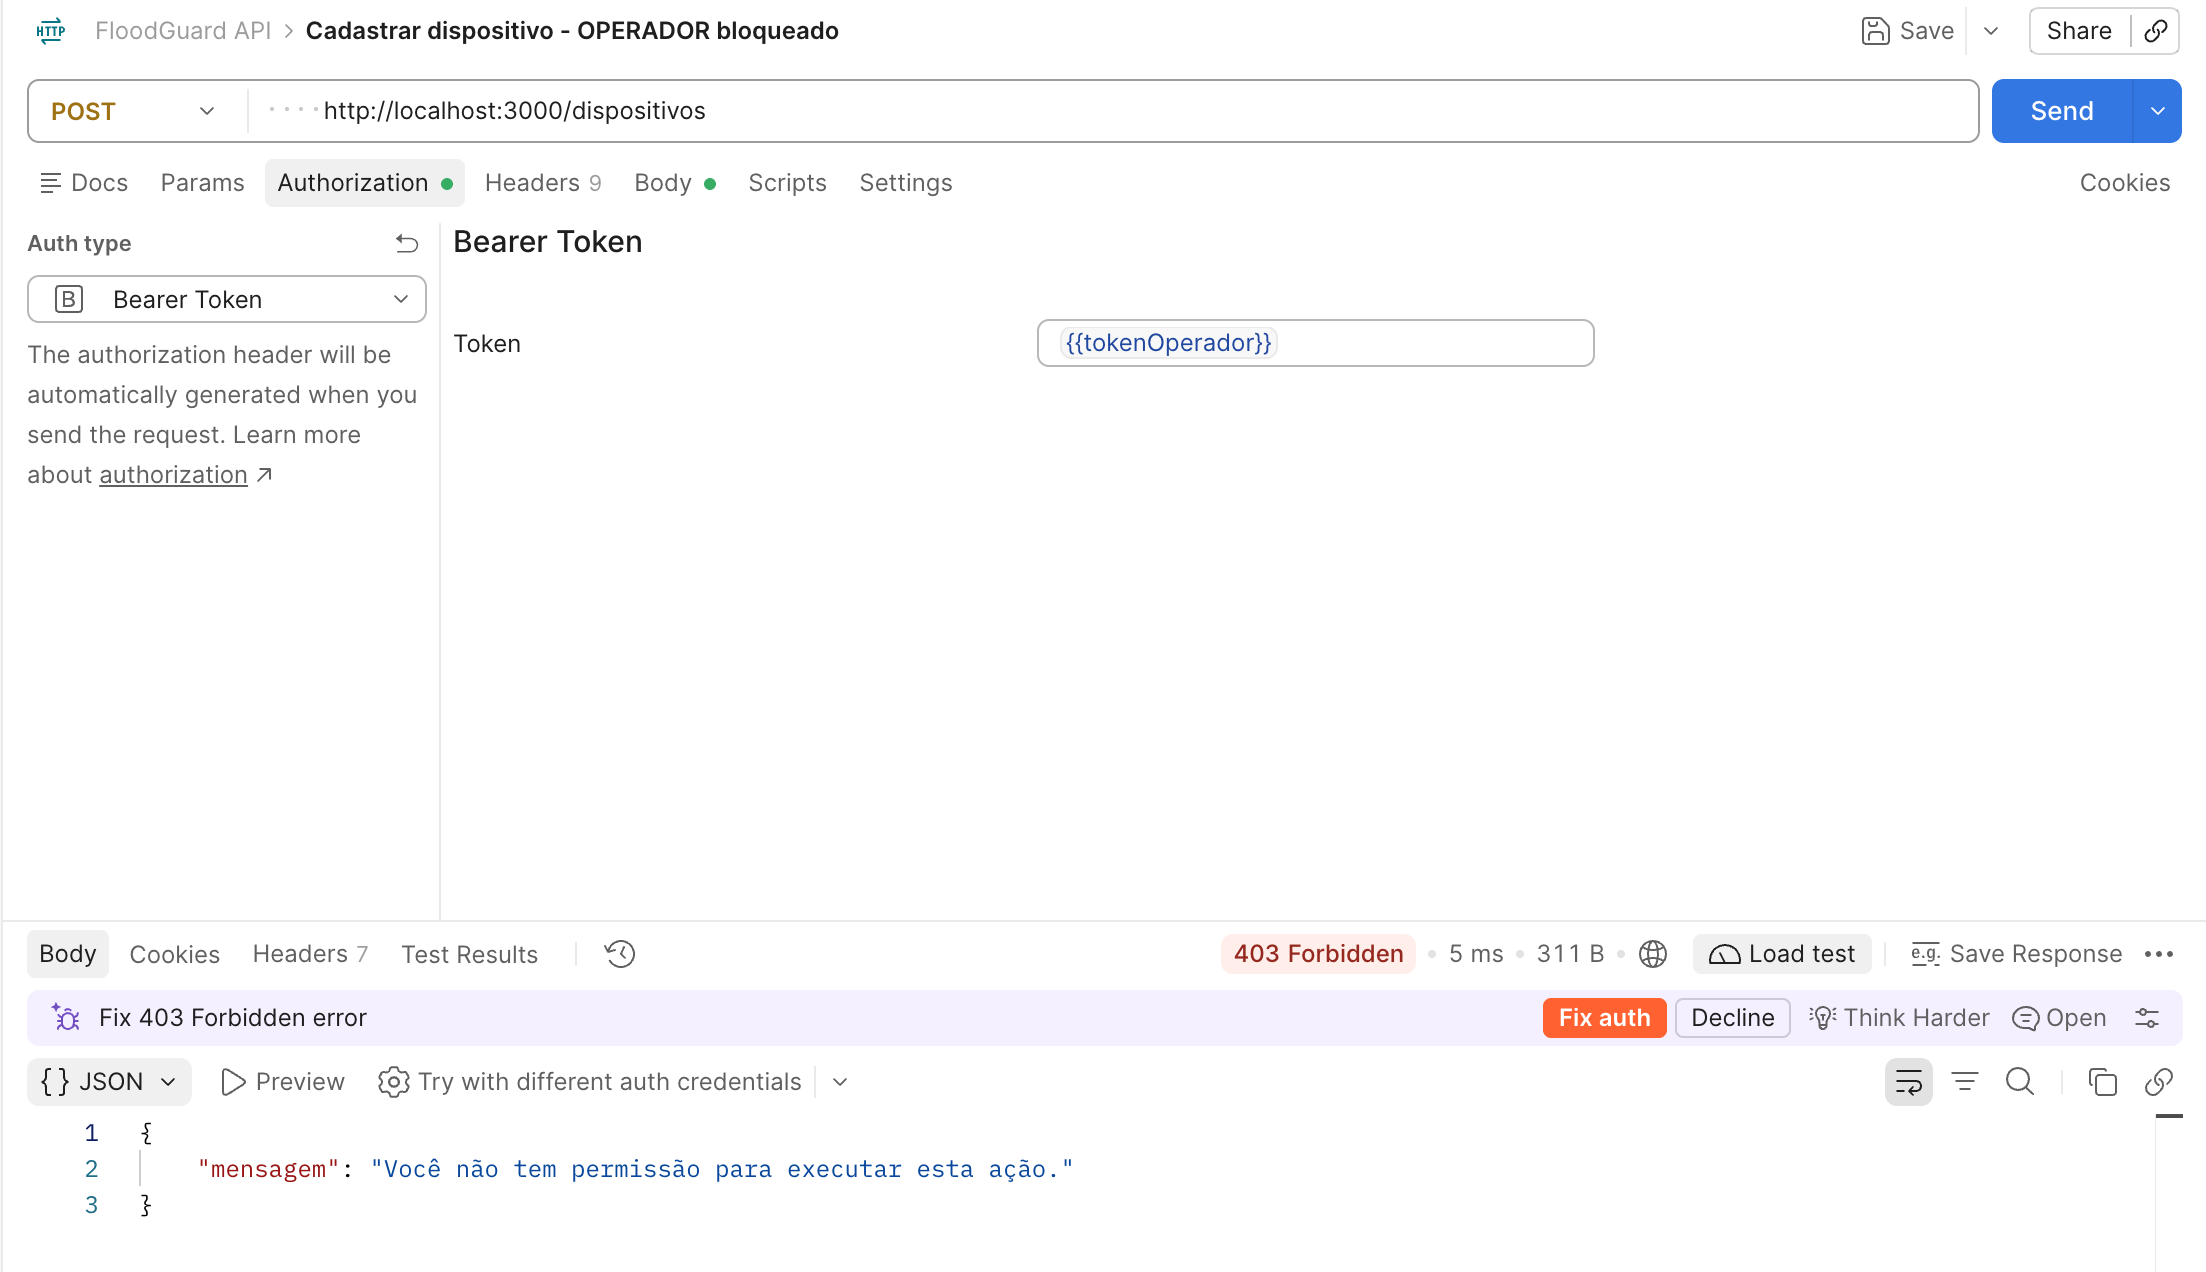 HTTP FloodGuard API > Cadastrar dispositivo - OPERADOR bloqueado Save Share
POST http://localhost:3000/dispositivos Send
Docs Params Authorization Headers 9 Body Scripts Settings Cookies
Auth type
B Bearer Token
The authorization header will be
automatically generated when you
send the request. Learn more
about authorization ↗
Bearer Token
Token {{tokenOperador}}
Body Cookies Headers 7 Test Results 403 Forbidden • 5 ms • 311 B • Load test e.g. Save Response •••
Fix 403 Forbidden error Fix auth Decline Think Harder Open
{} JSON Preview Try with different auth credentials
1 {
2 "mensagem": "Você não tem permissão para executar esta ação."
3 }